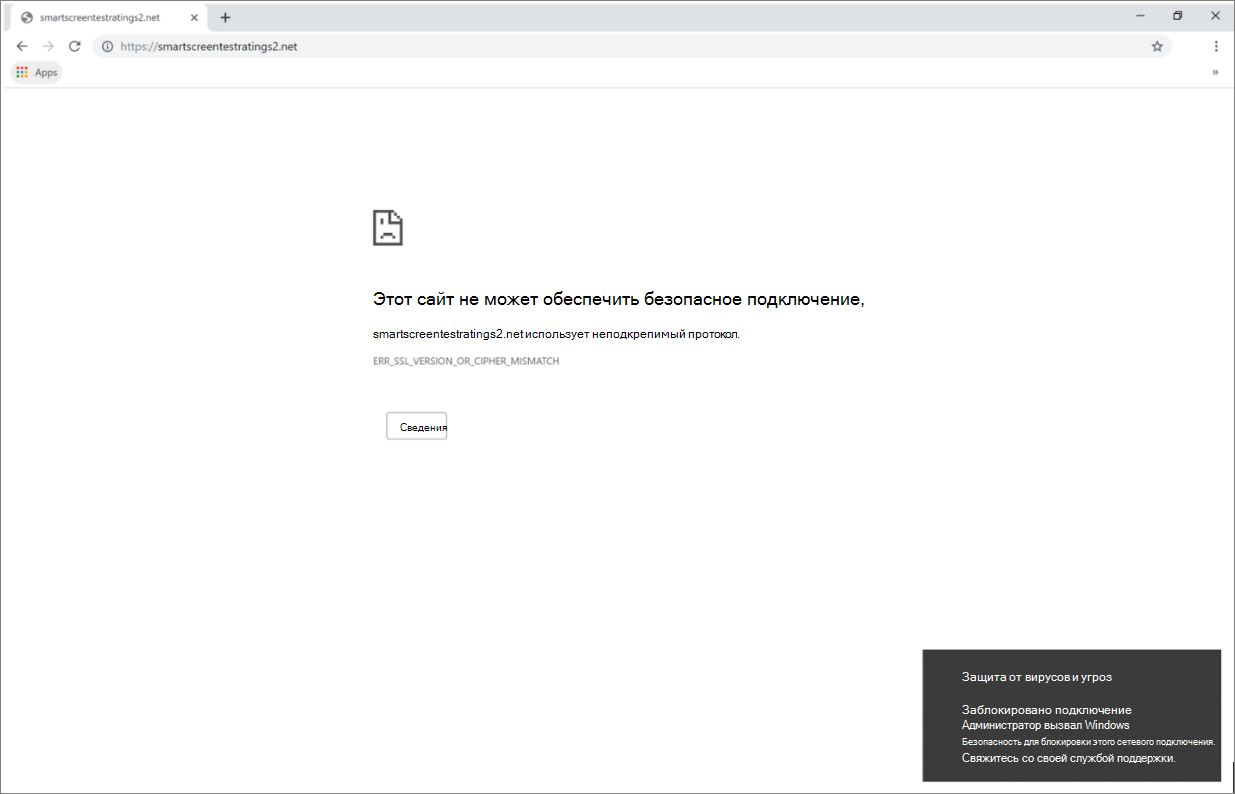 smartscreentestratings2.net
https://smartscreentestratings2.net
Apps
Этот сайт не может обеспечить безопасное подключение,
smartscreentestratings2.net использует неподкрепимый протокол.
ERR_SSL_VERSION_OR_CIPHER_MISMATCH
Сведения
Защита от вирусов и угроз
Заблокировано подключение
Администратор вызвал Windows
Безопасность для блокировки этого сетевого подключения.
Свяжитесь со своей службой поддержки.